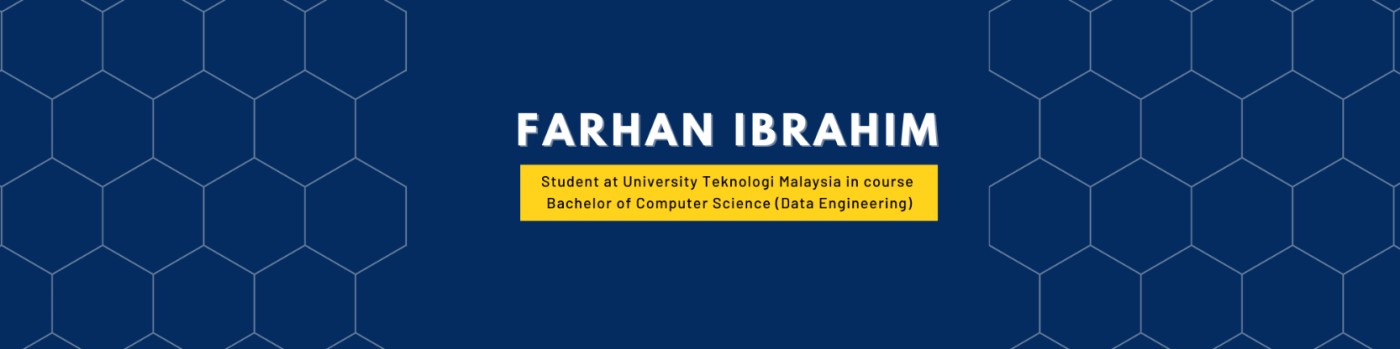 FARHAN IBRAHIM
Student at University Teknologi Malaysia in course
Bachelor of Computer Science (Data Engineering)